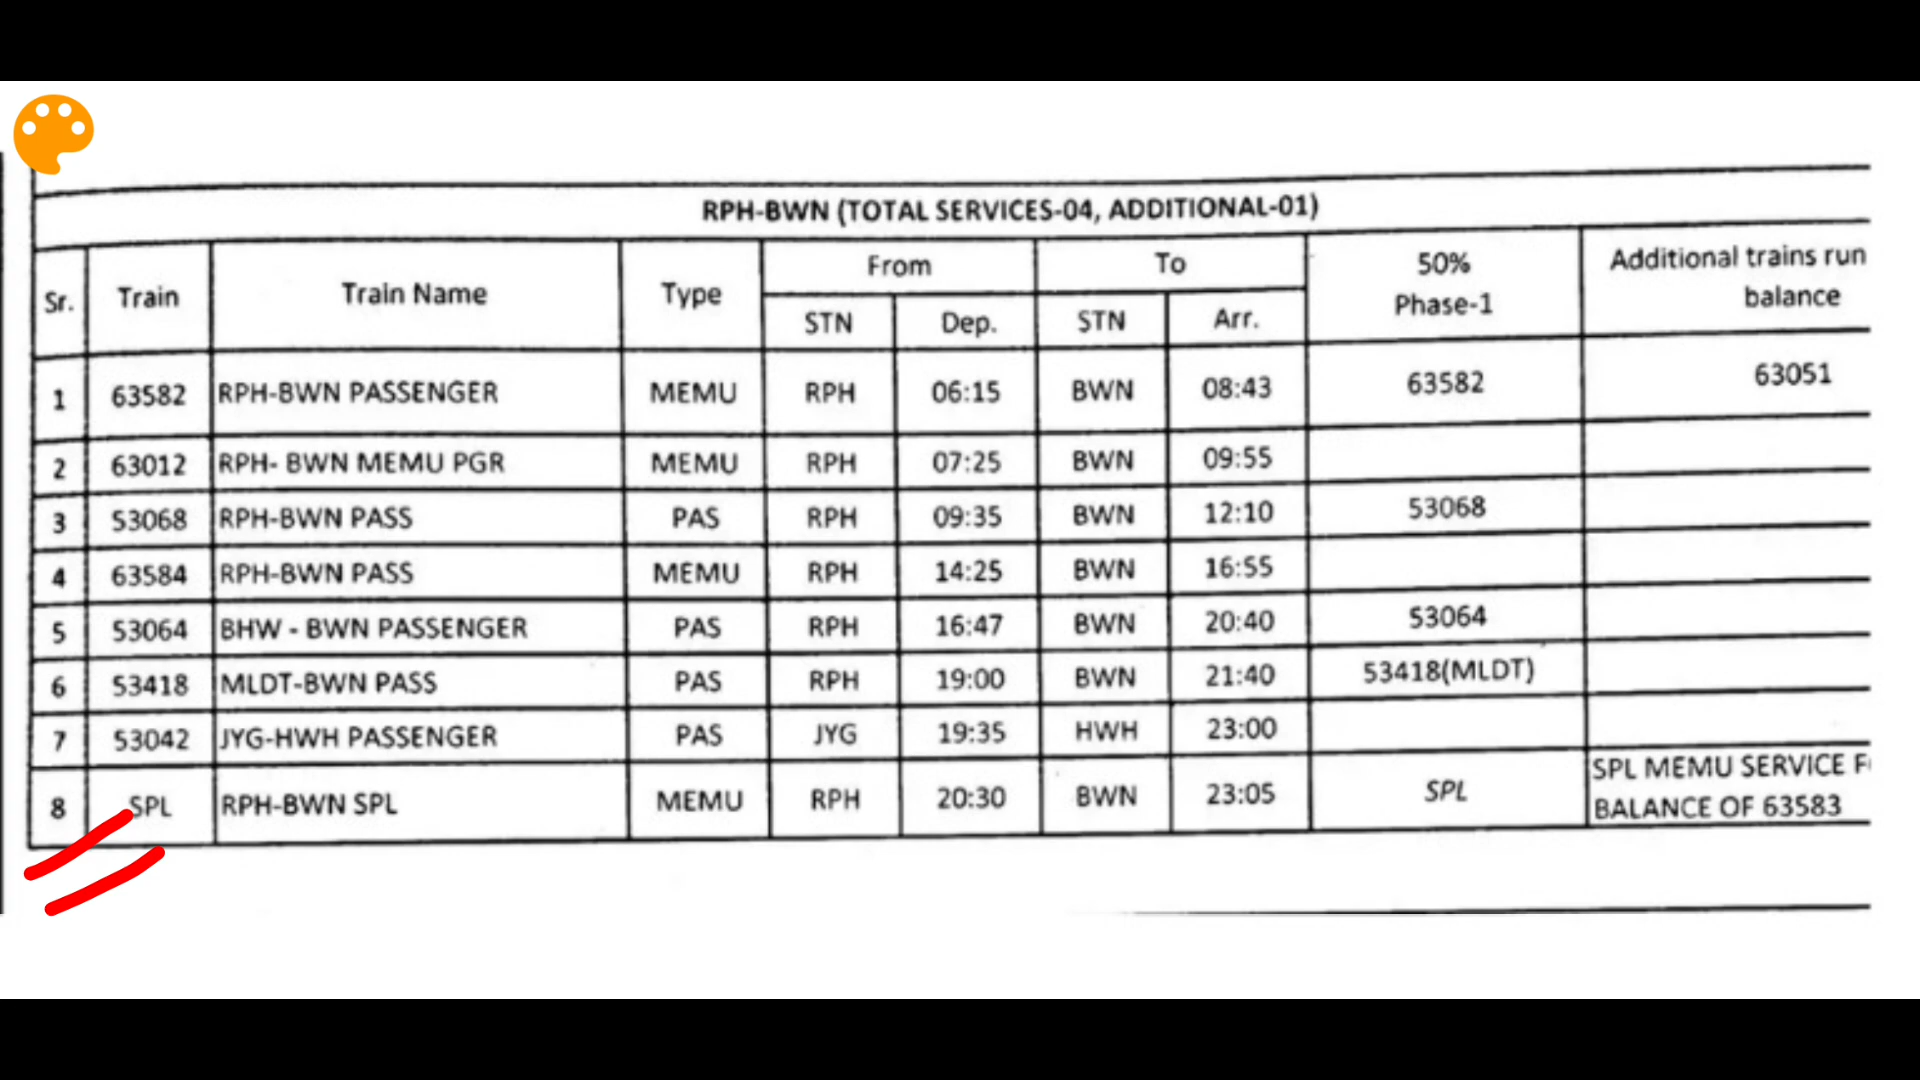 RPH-BWN (TOTAL SERVICES-04, ADDITIONAL-01)
Sr. Train Train Name Type From To 50% Phase-1 Additional trains run balance
STN Dep. STN Arr.
1 63582 RPH-BWN PASSENGER MEMU RPH 06:15 BWN 08:43 63582 63051
2 63012 RPH- BWN MEMU PGR MEMU RPH 07:25 BWN 09:55
3 53068 RPH-BWN PASS PAS RPH 09:35 BWN 12:10 53068
4 63584 RPH-BWN PASS MEMU RPH 14:25 BWN 16:55
5 53064 BHW - BWN PASSENGER PAS RPH 16:47 BWN 20:40 53064
6 53418 MLDT-BWN PASS PAS RPH 19:00 BWN 21:40 53418(MLDT)
7 53042 JYG-HWH PASSENGER PAS JYG 19:35 HWH 23:00
8 SPL RPH-BWN SPL MEMU RPH 20:30 BWN 23:05 SPL SPL MEMU SERVICE
BALANCE OF 63583